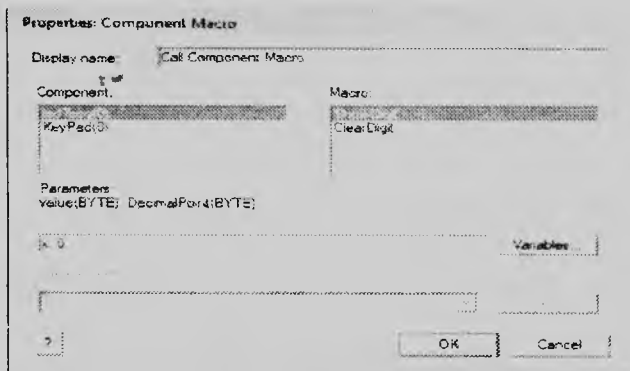 Properties: Component Macro
Display name:
Call Component Macro
Component:
Macro:
KeyPad(0)
ClearDigit
Parameters
Value(BYTE) DecimalPoint(BYTE)
x, 0
Variables...
?
OK
Cancel